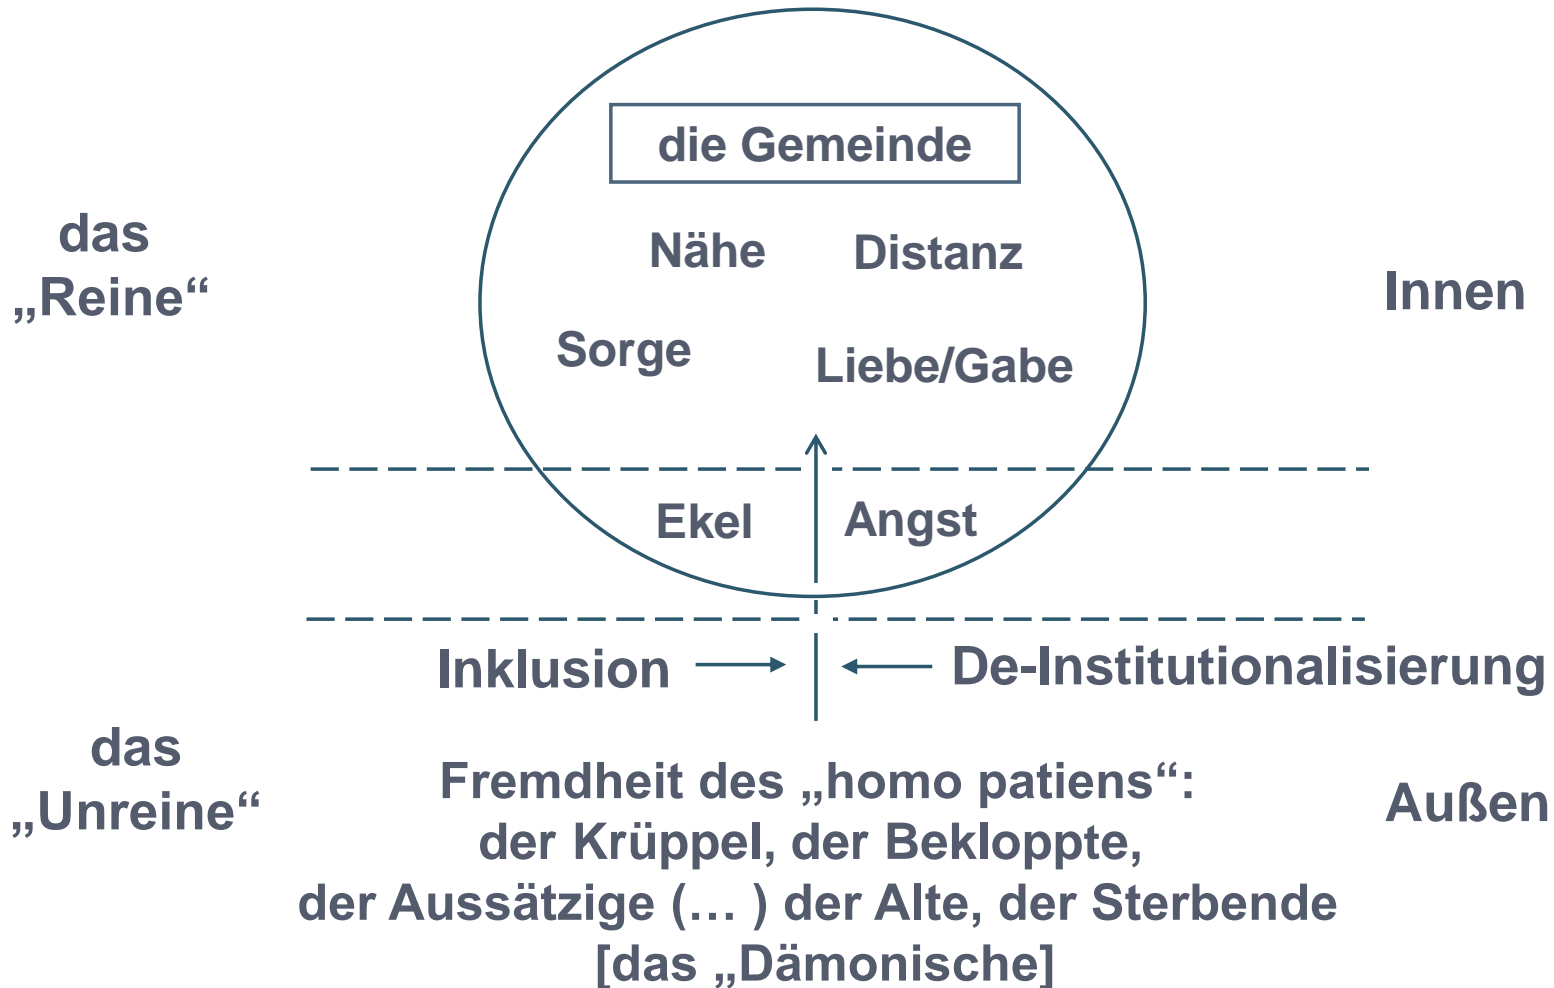 die Gemeinde
das
„Reine“
Nähe
Distanz
Innen
Sorge
Liebe/Gabe
Ekel
Angst
Inklusion
De-Institutionalisierung
das
„Unreine“
Fremdheit des „homo patiens“:
der Krüppel, der Bekloppte,
der Aussätzige (… ) der Alte, der Sterbende
[das „Dämonische]
Außen